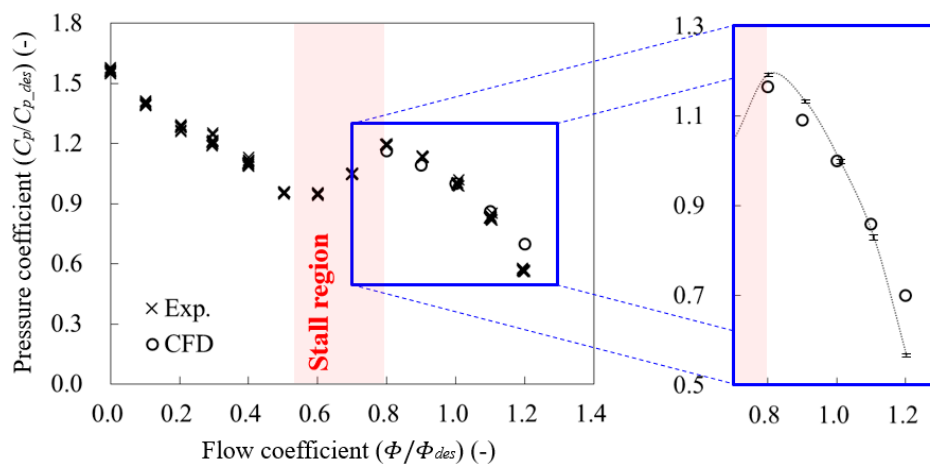 1.8
1.5
1.2
0.9
0.6
0.3
0.0
Pressure coefficient (Cp/Cp_des) (-)
× Exp.
○ CFD
Stall region
0.0 0.2 0.4 0.6 0.8 1.0 1.2 1.4
Flow coefficient (Φ/Φdes) (-)
1.3
1.1
0.9
0.7
0.5
0.8 1.0 1.2